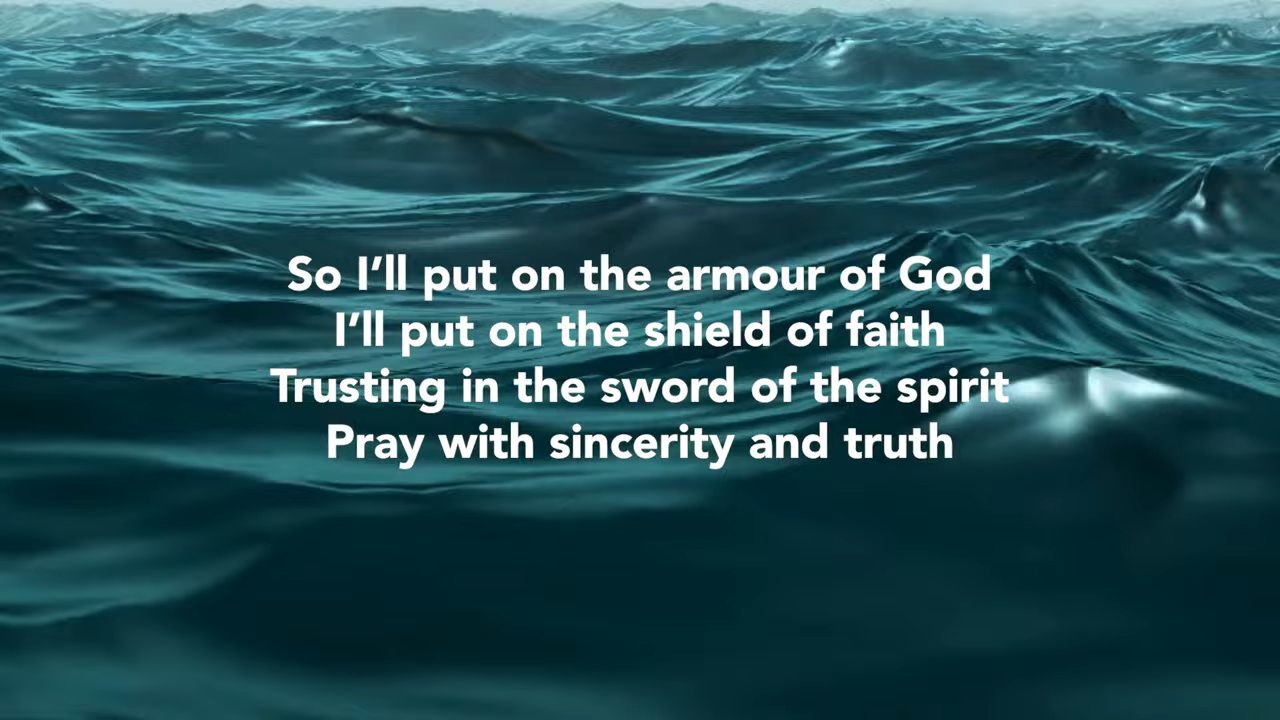 So I’ll put on the armour of God
I’ll put on the shield of faith
Trusting in the sword of the spirit
Pray with sincerity and truth